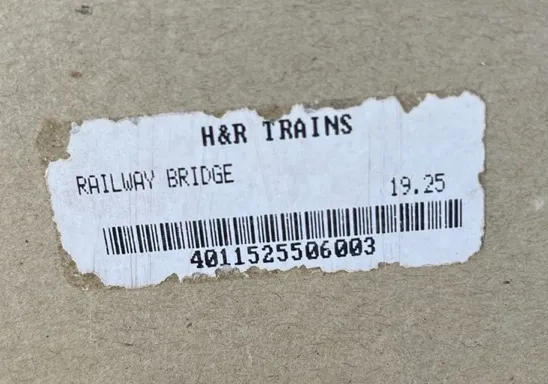 H&R TRAINS
RAILWAY BRIDGE
19.25
4011525506003